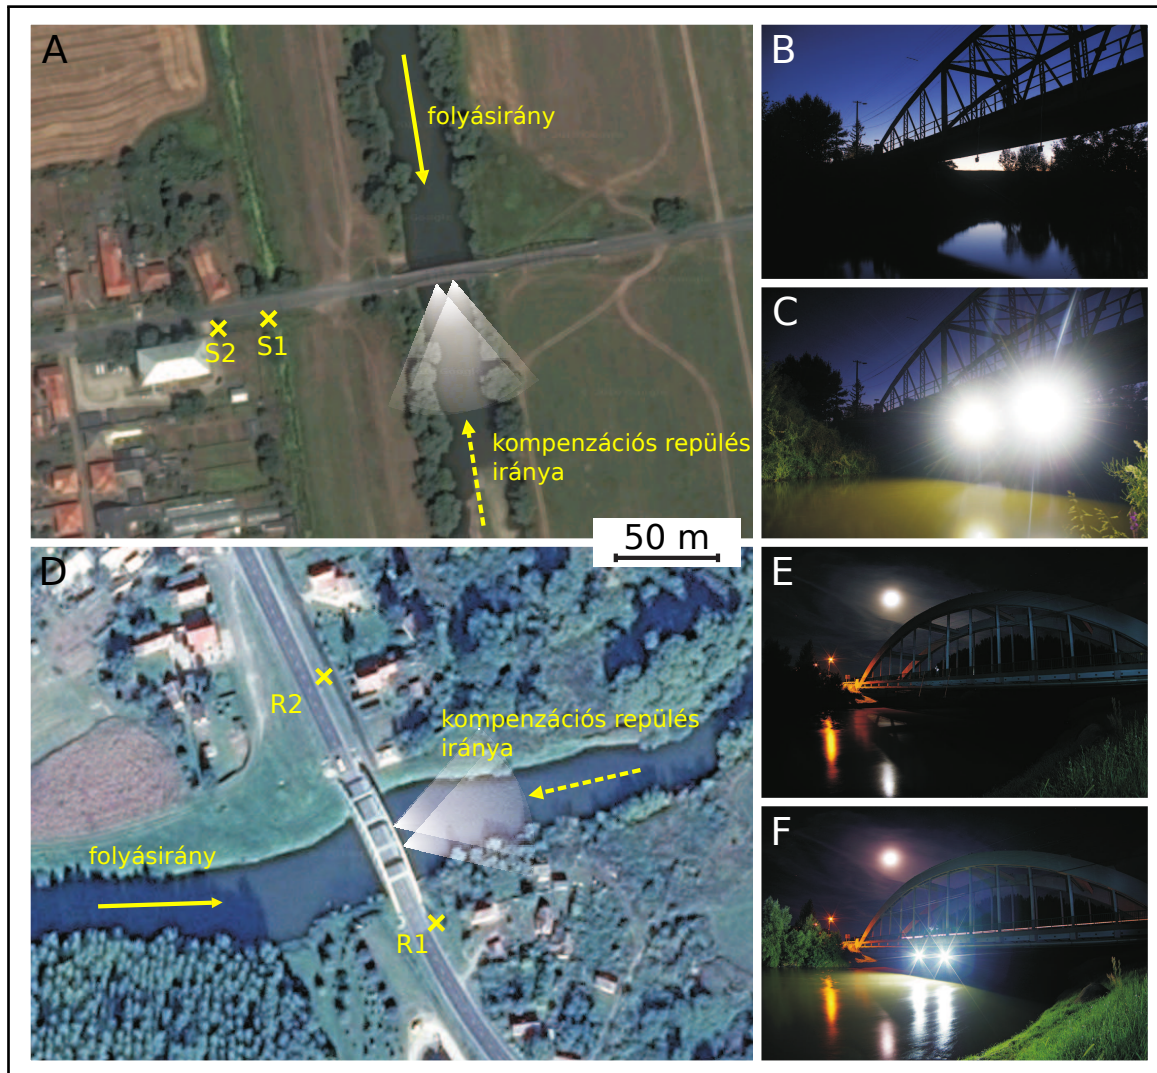 A
folyásirány
S2
S1
kompenzációs repülés
iránya
50 m
B
C
D
R2
kompenzációs repülés
iránya
folyásirány
R1
E
F